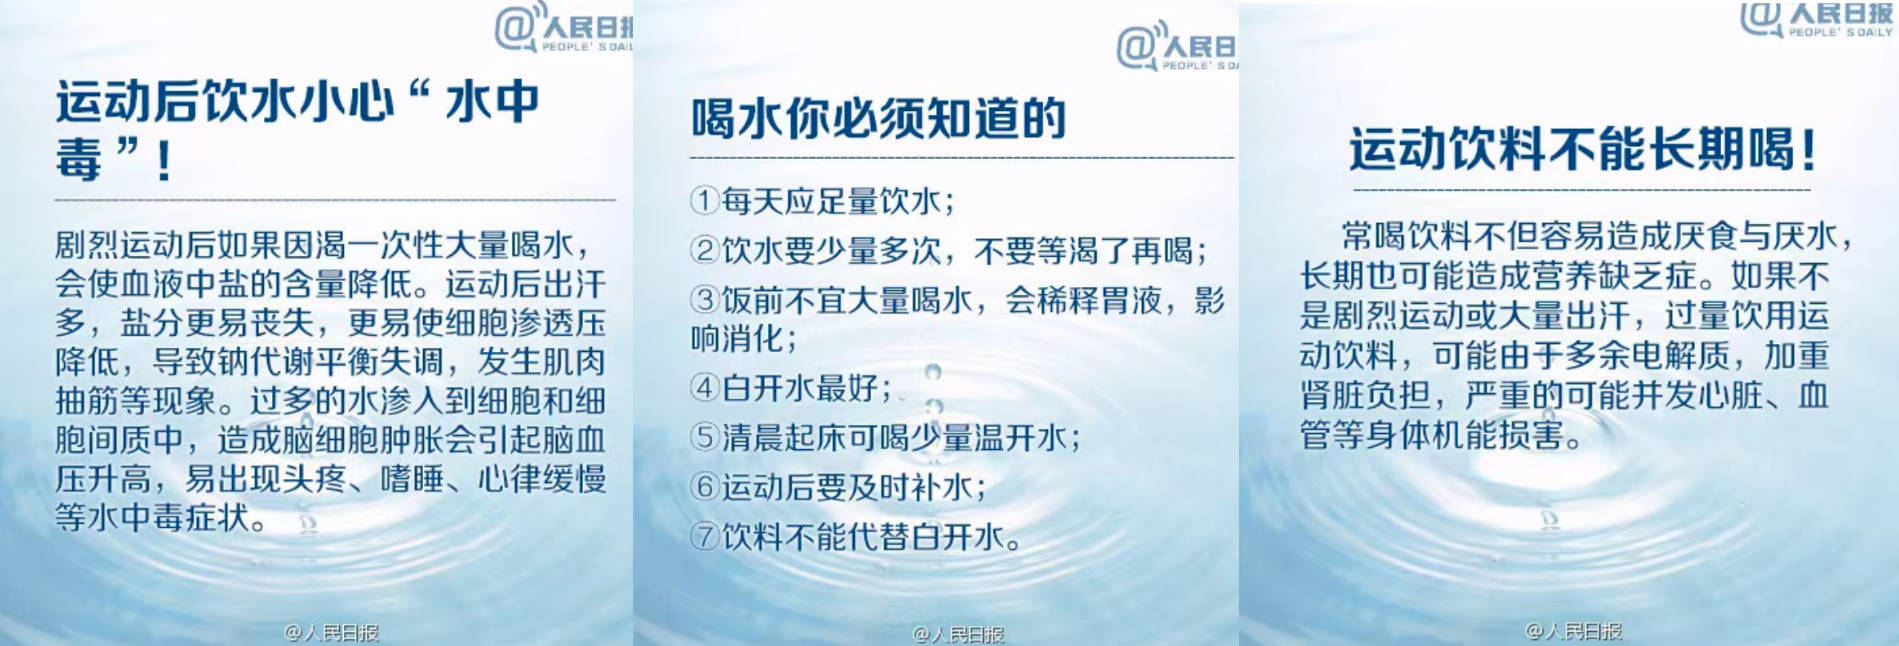 @人民日报
PEOPLE'S DAIL
运动后饮水小心“水中
毒”！
剧烈运动后如果因渴一次性大量喝水，
会使血液中盐的含量降低。运动后出汗
多，盐分更易丧失，更易使细胞渗透压
降低，导致钠代谢平衡失调，发生肌肉
抽筋等现象。过多的水渗入到细胞和细
胞间质中，造成脑细胞肿胀会引起脑血
压升高，易出现头疼、嗜睡、心律缓慢
等水中毒症状。
@人民日报
@人民日
PEOPLE'S DA
喝水你必须知道的
①每天应足量饮水；
②饮水要少量多次，不要等渴了再喝；
③饭前不宜大量喝水，会稀释胃液，影
响消化；
④白开水最好；
⑤清晨起床可喝少量温开水；
⑥运动后要及时补水；
⑦饮料不能代替白开水。
@人民日报
@人民日报
PEOPLE'S DAILY
运动饮料不能长期喝！
常喝饮料不但容易造成厌食与厌水，
长期也可能造成营养缺乏症。如果不
是剧烈运动或大量出汗，过量饮用运
动饮料，可能由于多余电解质，加重
肾脏负担，严重的可能并发心脏、血
管等身体机能损害。
@人民日报